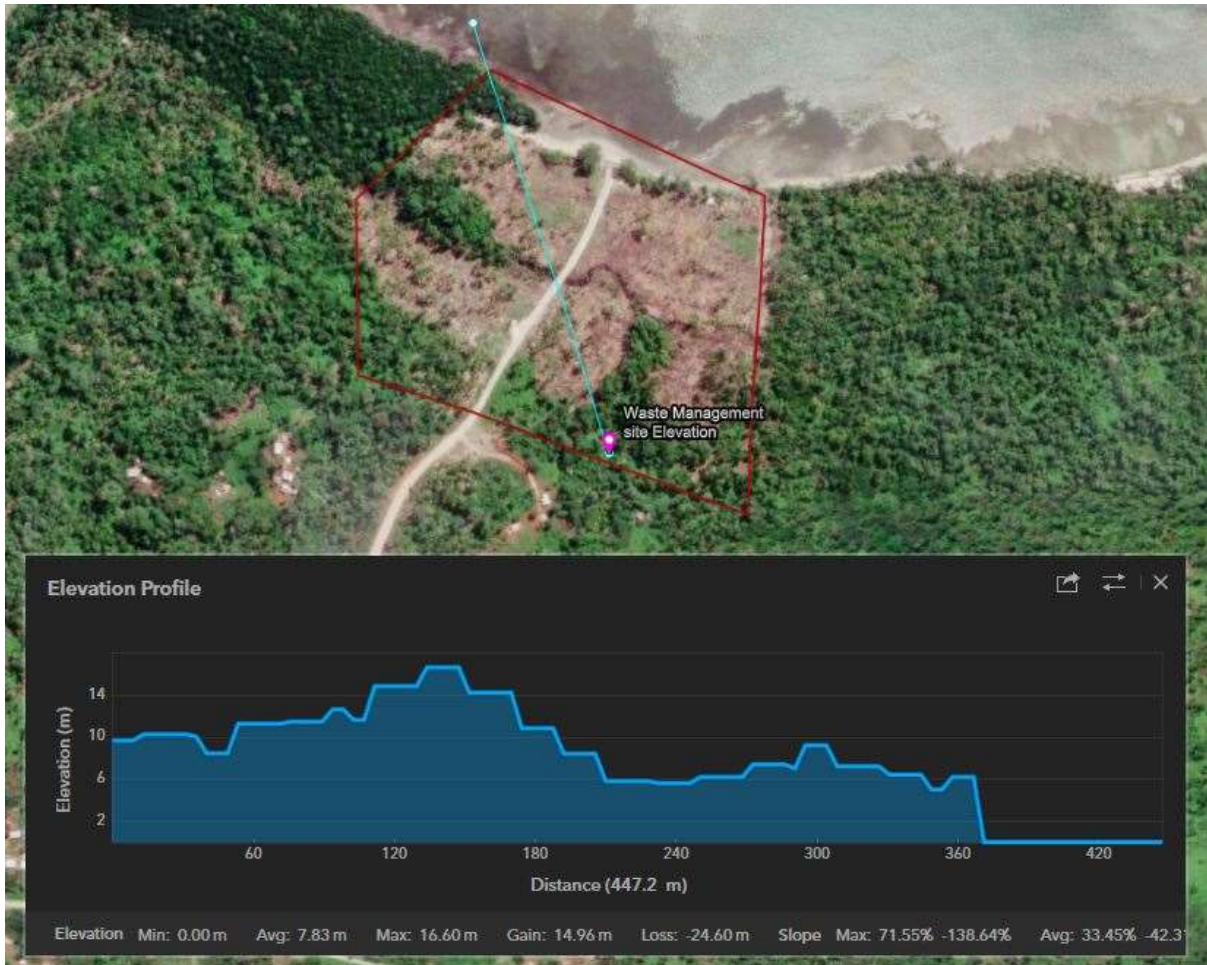 Waste Management
site Elevation
Elevation Profile
14
10
6
2
Elevation (m)
60 120 180 240 300 360 420
Distance (447.2 m)
Elevation Min: 0.00 m Avg: 7.83 m Max: 16.60 m Gain: 14.96 m Loss: -24.60 m Slope Max: 71.55% -138.64% Avg: 33.45%